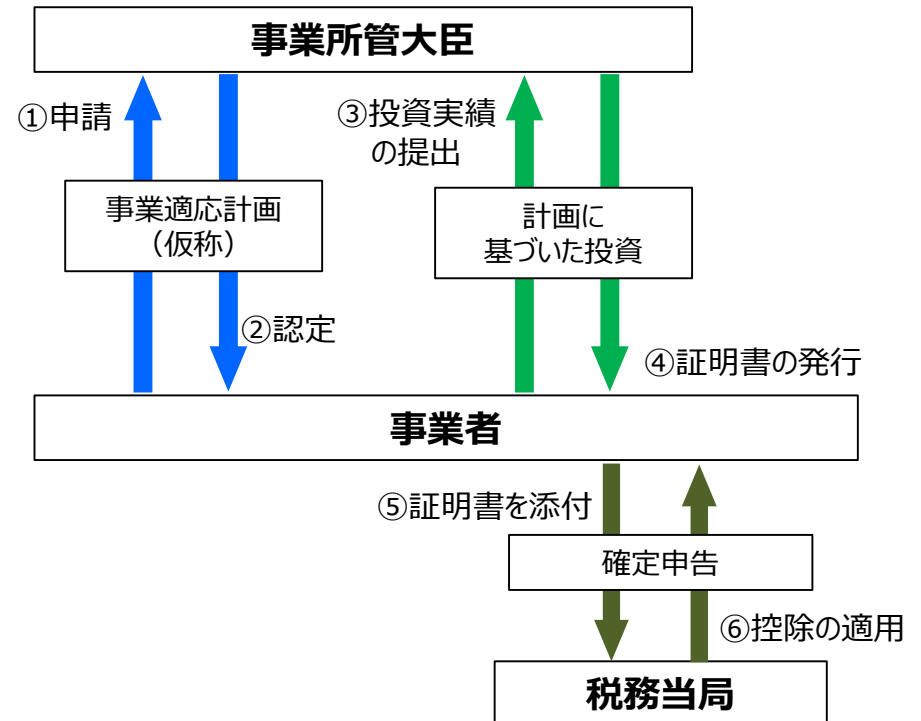 事業所管大臣
①申請
③投資実績
の提出
事業適応計画
（仮称）
計画に
基づいた投資
②認定
④証明書の発行
事業者
⑤証明書を添付
確定申告
⑥控除の適用
税務当局